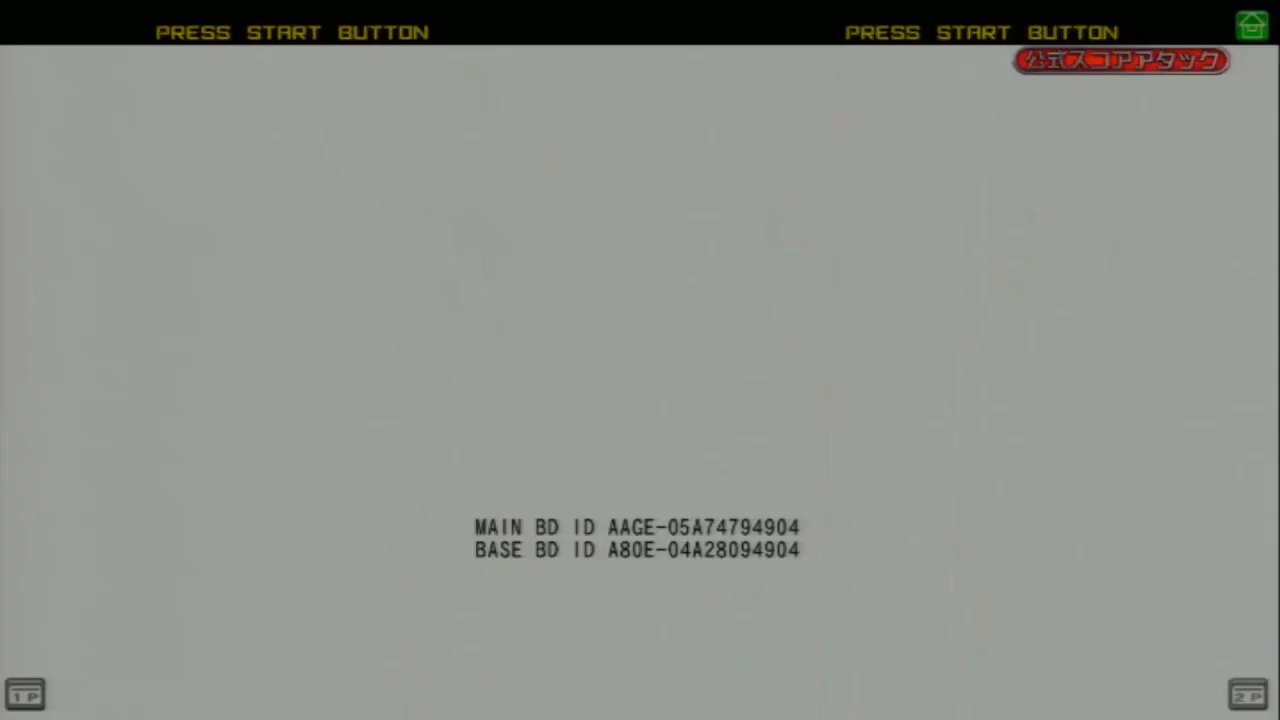 PRESS START BUTTON PRESS START BUTTON
公式スコアアタック
MAIN BD ID AAGE-05A74794904
BASE BD ID A80E-04A28094904
1P 2P